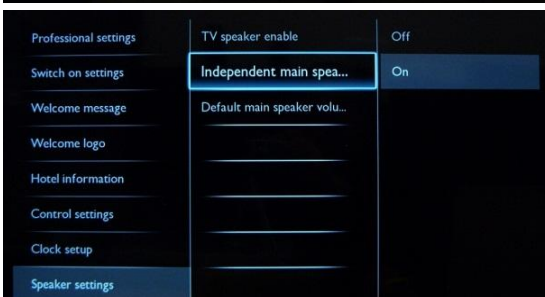 Professional settings
Switch on settings
Welcome message
Welcome logo
Hotel information
Control settings
Clock setup
Speaker settings
TV speaker enable
Independent main spea...
Default main speaker volu...
Off
On